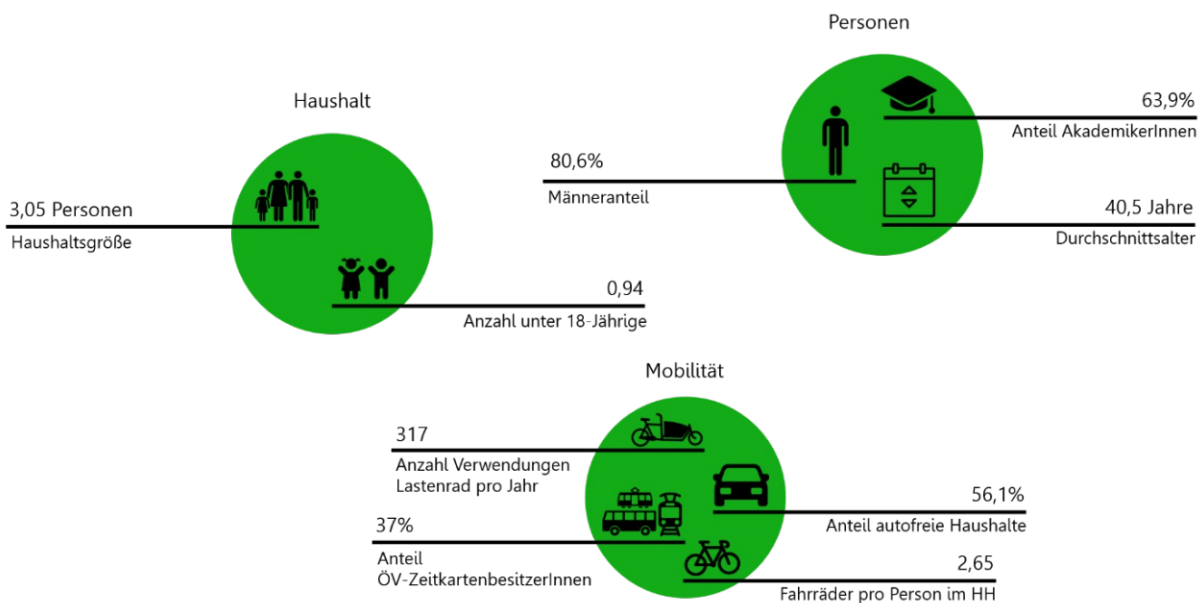 Haushalt
3,05 Personen
Haushaltsgröße
0,94
Anzahl unter 18-Jährige
Personen
63,9%
Anteil AkademikerInnen
80,6%
Männeranteil
40,5 Jahre
Durchschnittsalter
Mobilität
317
Anzahl Verwendungen
Lastenrad pro Jahr
56,1%
Anteil autofreie Haushalte
37%
Anteil
ÖV-ZeitkartenbesitzerInnen
2,65
Fahrräder pro Person im HH